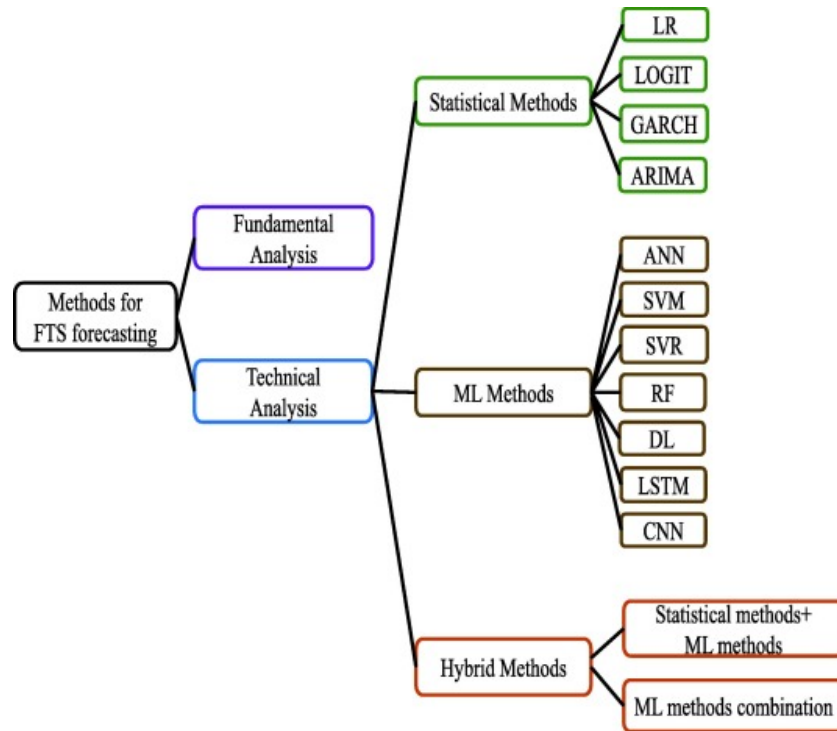 Methods for
FTS forecasting
Fundamental
Analysis
Technical
Analysis
Statistical Methods
LR
LOGIT
GARCH
ARIMA
ML Methods
ANN
SVM
SVR
RF
DL
LSTM
CNN
Hybrid Methods
Statistical methods+
ML methods
ML methods combination